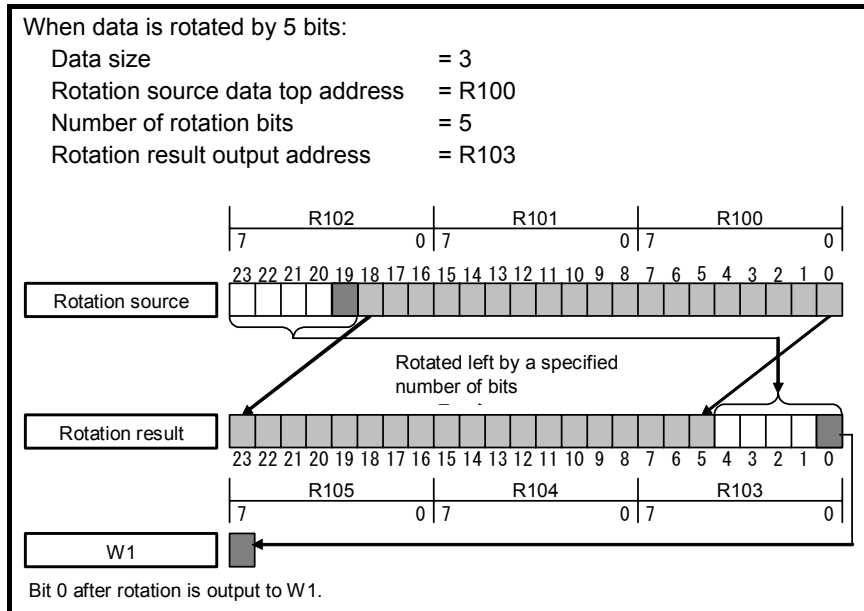 When data is rotated by 5 bits:
Data size = 3
Rotation source data top address = R100
Number of rotation bits = 5
Rotation result output address = R103
R102 R101 R100
7 0 7 0 7 0
23 22 21 20 19 18 17 16 15 14 13 12 11 10 9 8 7 6 5 4 3 2 1 0
Rotation source
Rotated left by a specified
number of bits
Rotation result
23 22 21 20 19 18 17 16 15 14 13 12 11 10 9 8 7 6 5 4 3 2 1 0
R105 R104 R103
7 0 7 0 7 0
W1
Bit 0 after rotation is output to W1.